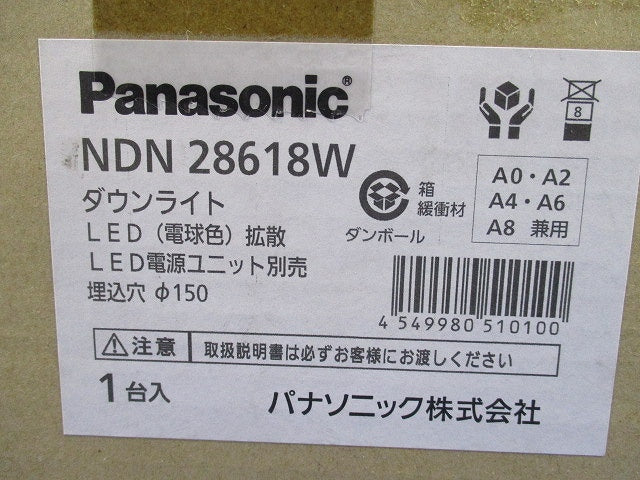 Panasonic®
NDN 28618W
ダウンライト
LED（電球色）拡散
LED電源ユニット別売
埋込穴 φ150
8
箱
緩衝材
ダンボール
A0・A2
A4・A6
A8 兼用
4 549980 510100
注意
取扱説明書は必ずお客様にお渡しください
1台入
パナソニック株式会社